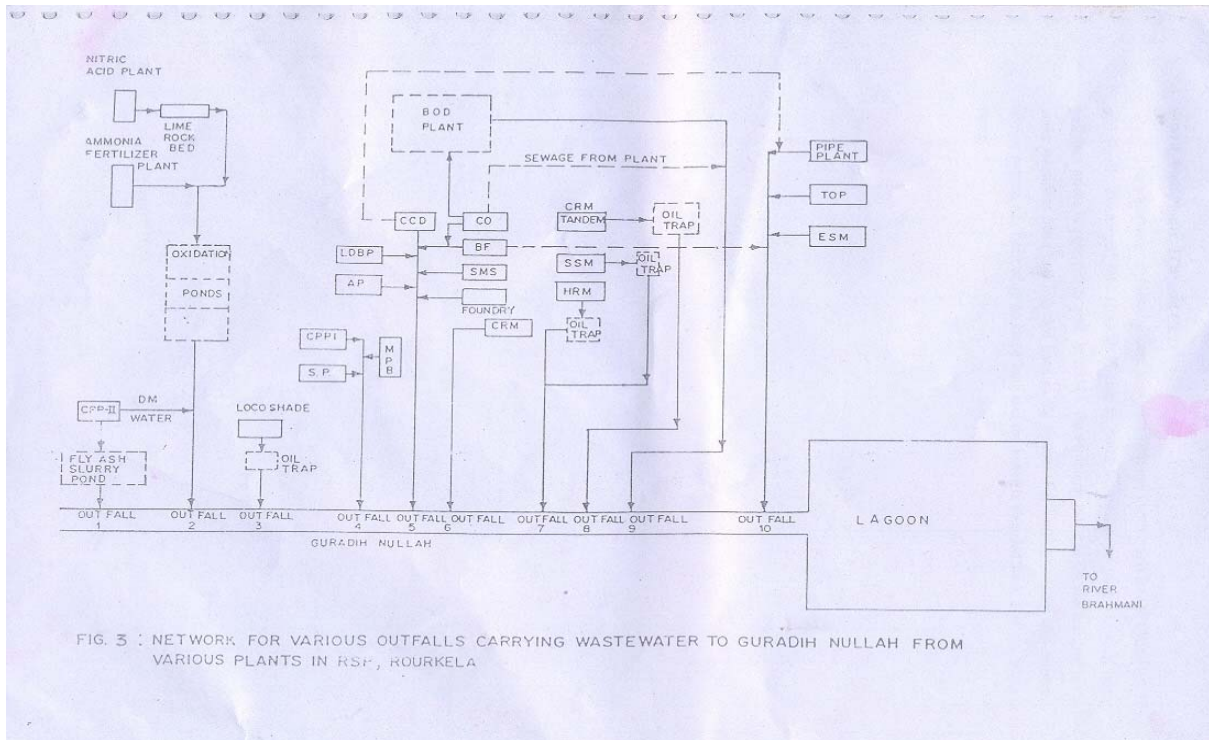 NITRIC
ACID PLANT
LIME
ROCK
BED
AMMONIA
FERTILIZER
PLANT
OXIDATION
PONDS
CPP-II
DM
WATER
FLY ASH
SLURRY
POND
LOCO SHADE
OIL
TRAP
BOD
PLANT
SEWAGE FROM PLANT
CCD
CO
LDBP
BF
AP
SMS
FOUNDRY
CRM
CPPI
MPB
S.P.
CRM
TANDEM
OIL
TRAP
SSM
OIL
TRAP
HRM
OIL
TRAP
PIPE
PLANT
TOP
ESM
OUT FALL
1
OUT FALL
2
OUT FALL
3
OUT FALL
4
OUT FALL
5
OUT FALL
6
OUT FALL
7
OUT FALL
8
OUT FALL
9
OUT FALL
10
GURADIH NULLAH
LAGOON
TO
RIVER
BRAHMANI
FIG. 3 : NETWORK FOR VARIOUS OUTFALLS CARRYING WASTEWATER TO GURADIH NULLAH FROM
VARIOUS PLANTS IN RSP, ROURKELA